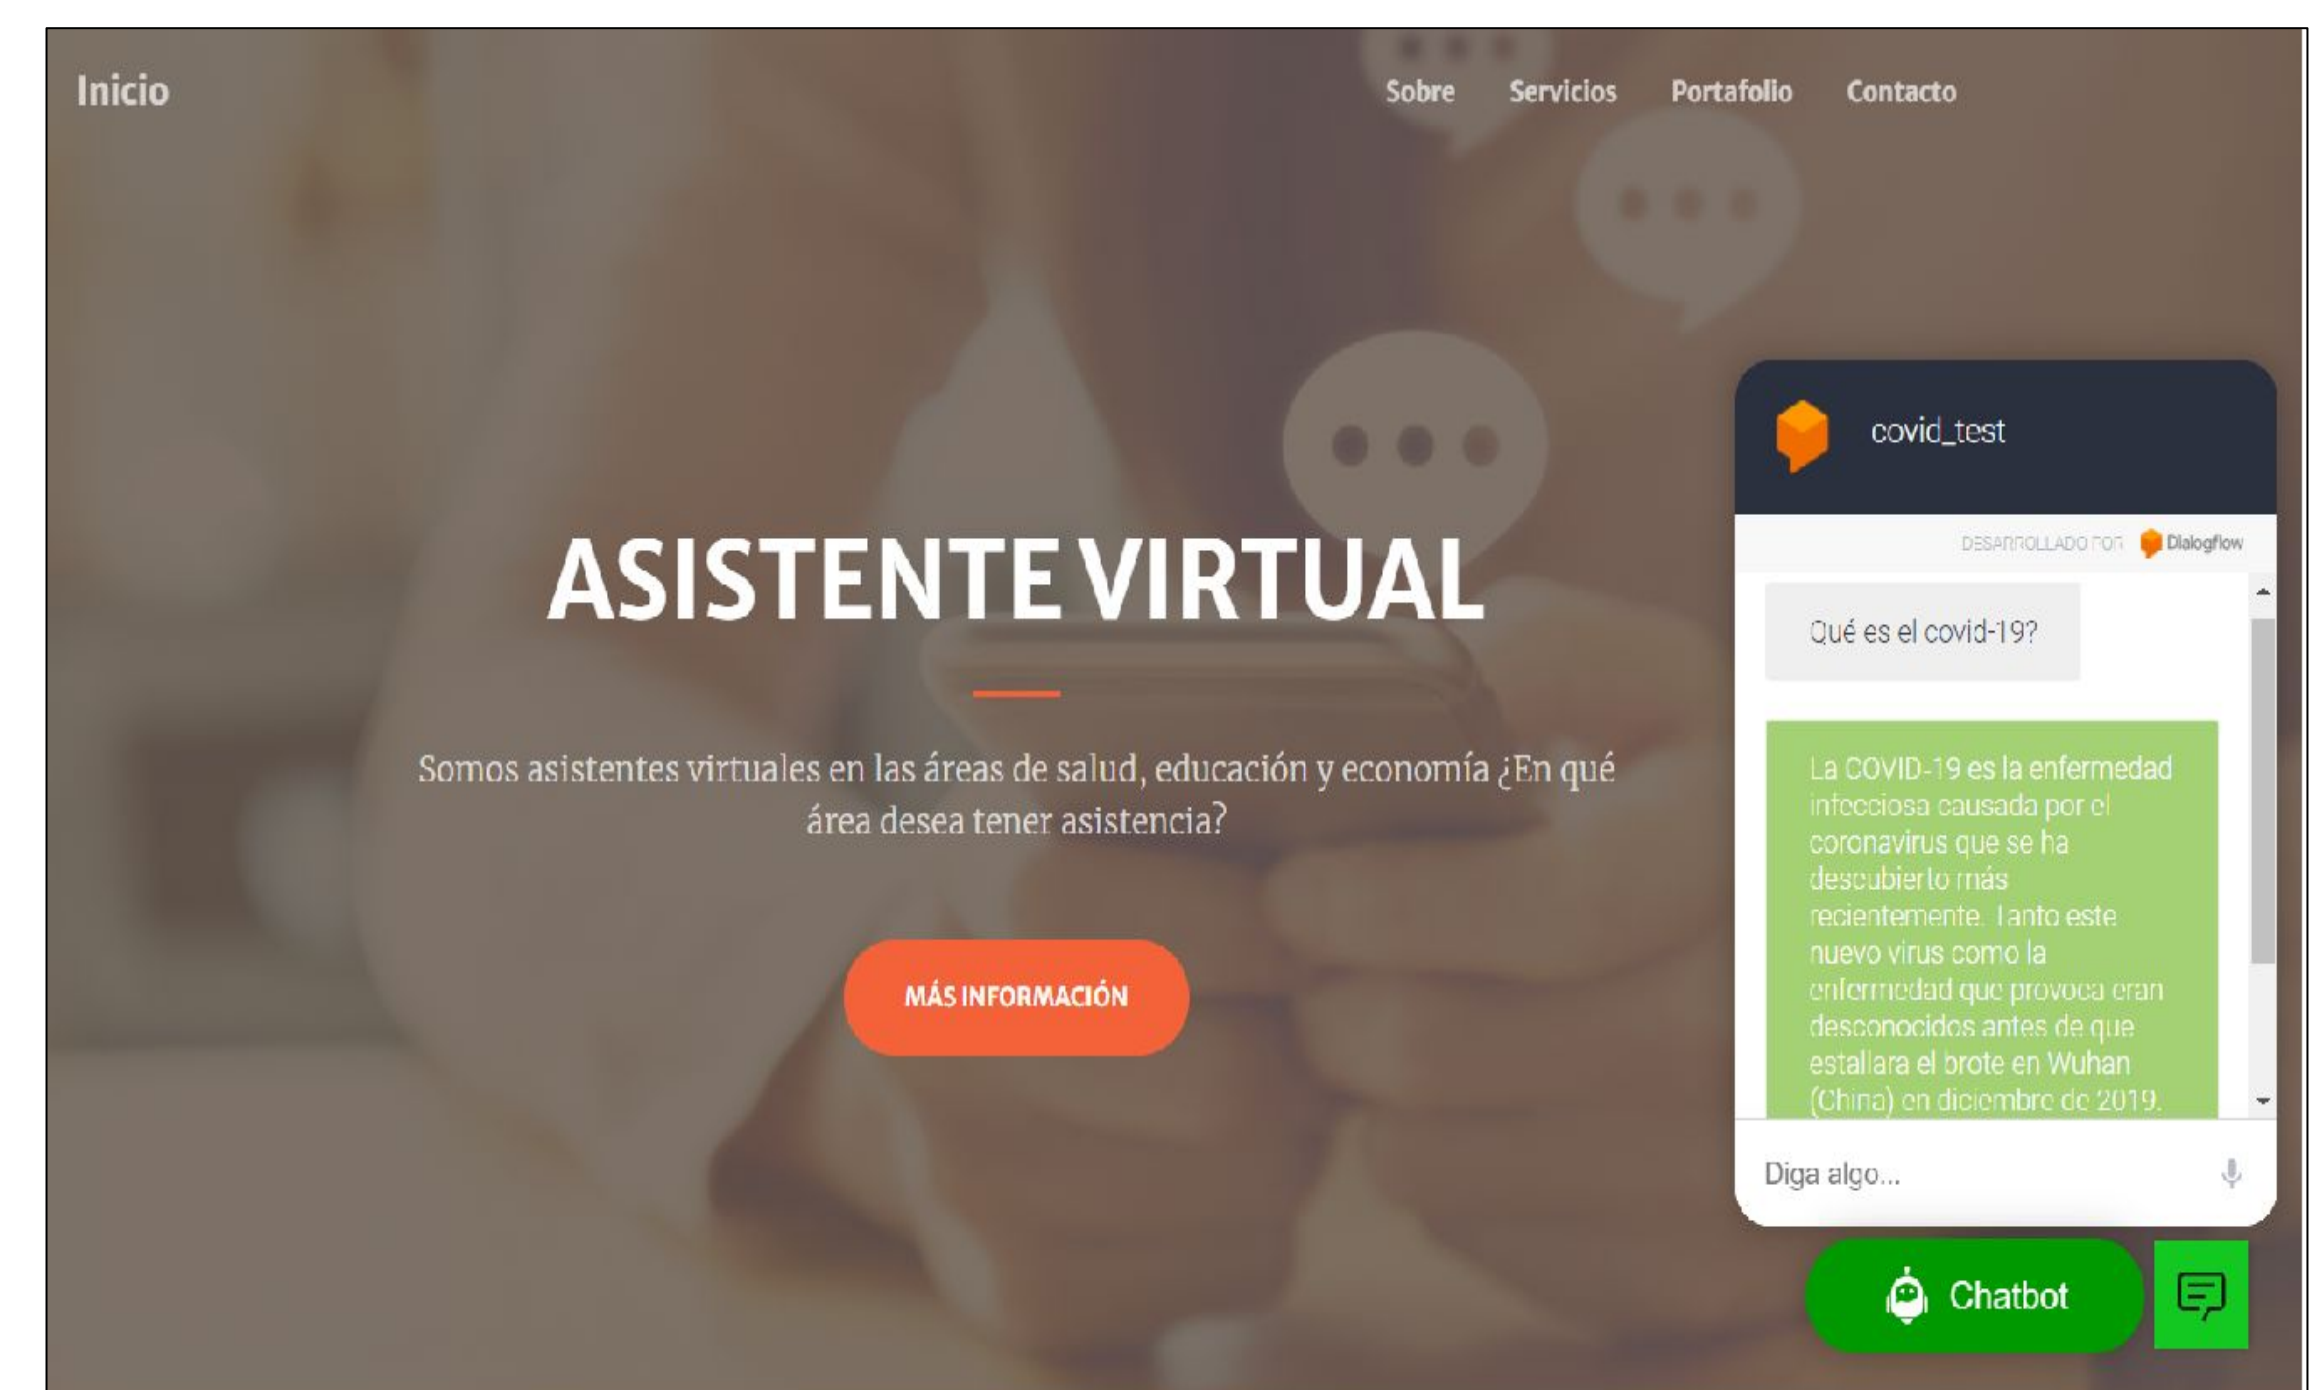 Inicio
Sobre Servicios Portafolio Contacto
ASISTENTE VIRTUAL
Somos asistentes virtuales en las áreas de salud, educación y economía ¿En qué
área desea tener asistencia?
MÁS INFORMACIÓN
covid_test
DESARROLLADO POR Dialogflow
Qué es el covid-19?
La COVID-19 es la enfermedad
infecciosa causada por el
coronavirus que se ha
descubierto más
recientemente. Tanto este
nuevo virus como la
enfermedad que provoca eran
desconocidos antes de que
estallara el brote en Wuhan
(China) en diciembre de 2019.
Diga algo...
Chatbot